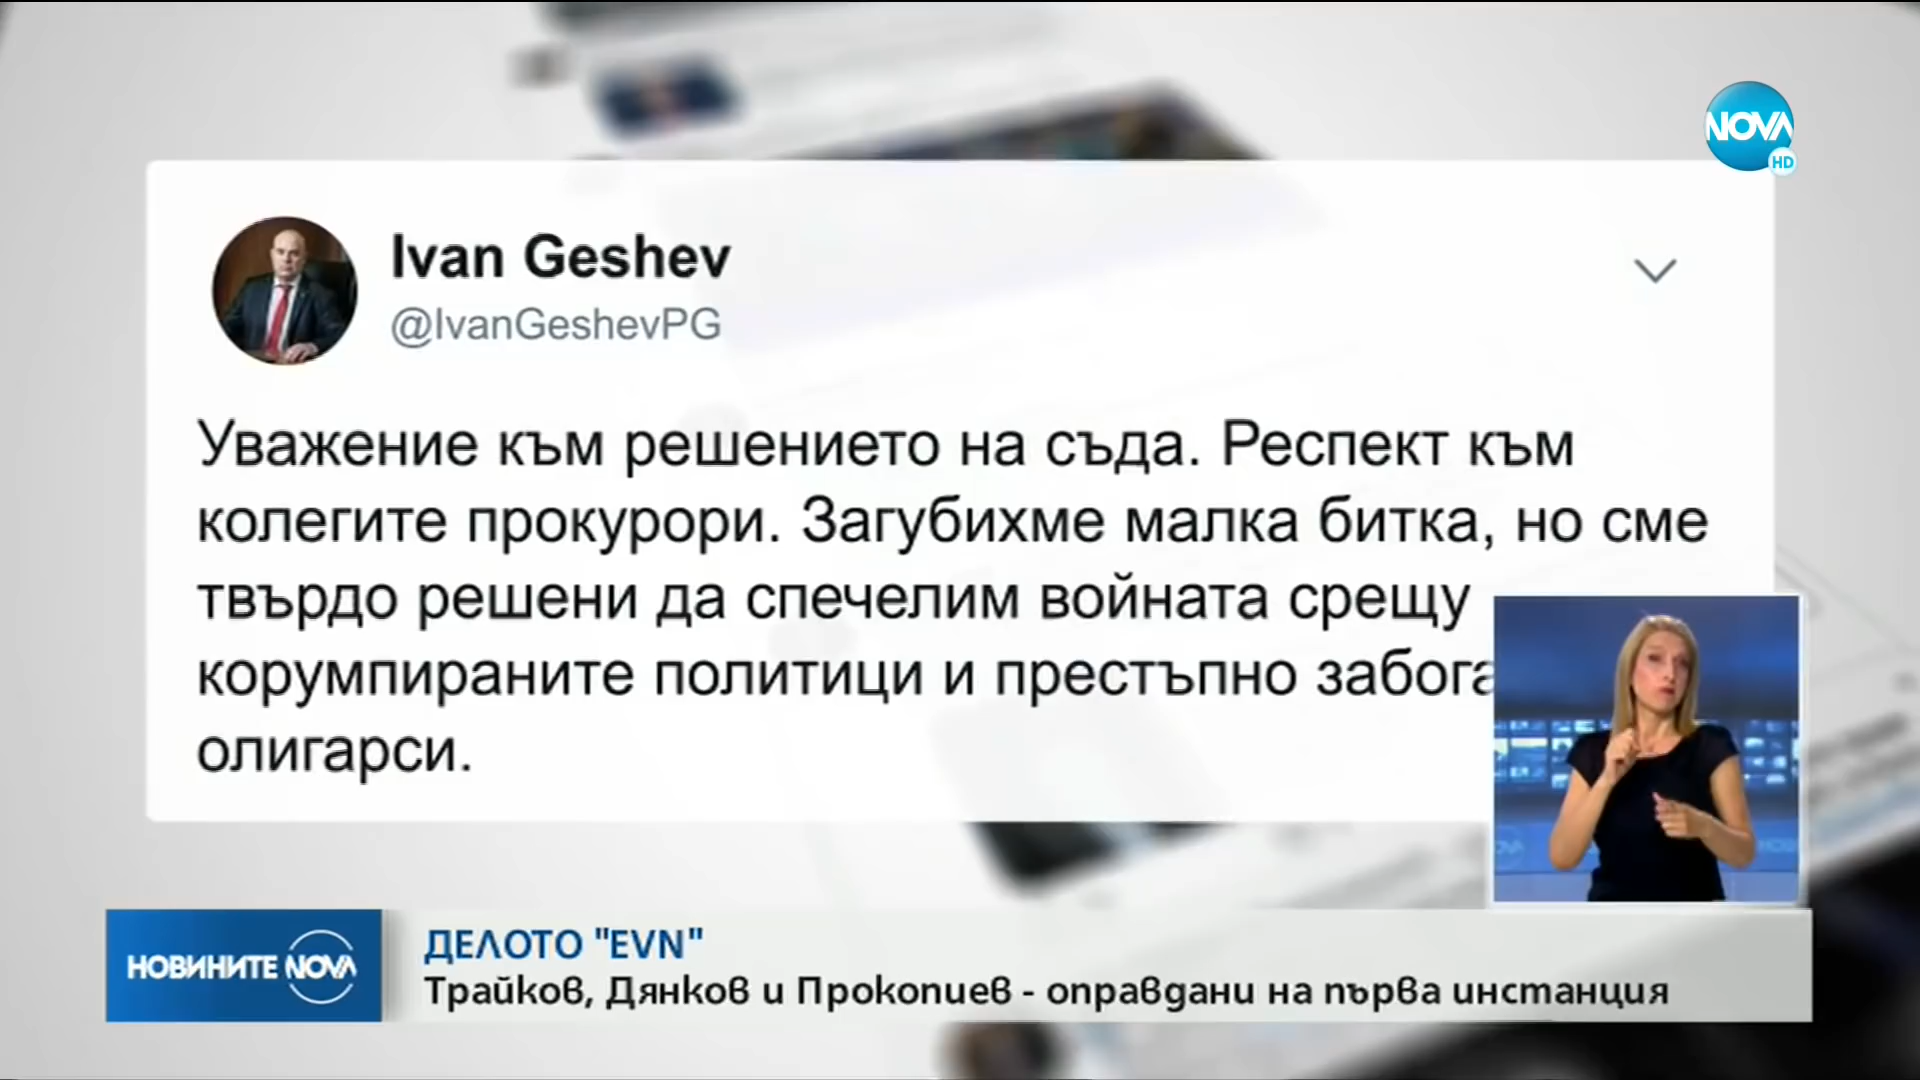 NOVA
HD
Ivan Geshev
@IvanGeshevPG
Уважение към решението на съда. Респект към
колегите прокурори. Загубихме малка битка, но сме
твърдо решени да спечелим войната срещу
корумпираните политици и престъпно
олигарси.
НОВИНИТЕ NOVA
ДЕЛОТО "EVN"
Трайков, Дянков и Прокопиев - оправдани на първа инстанция